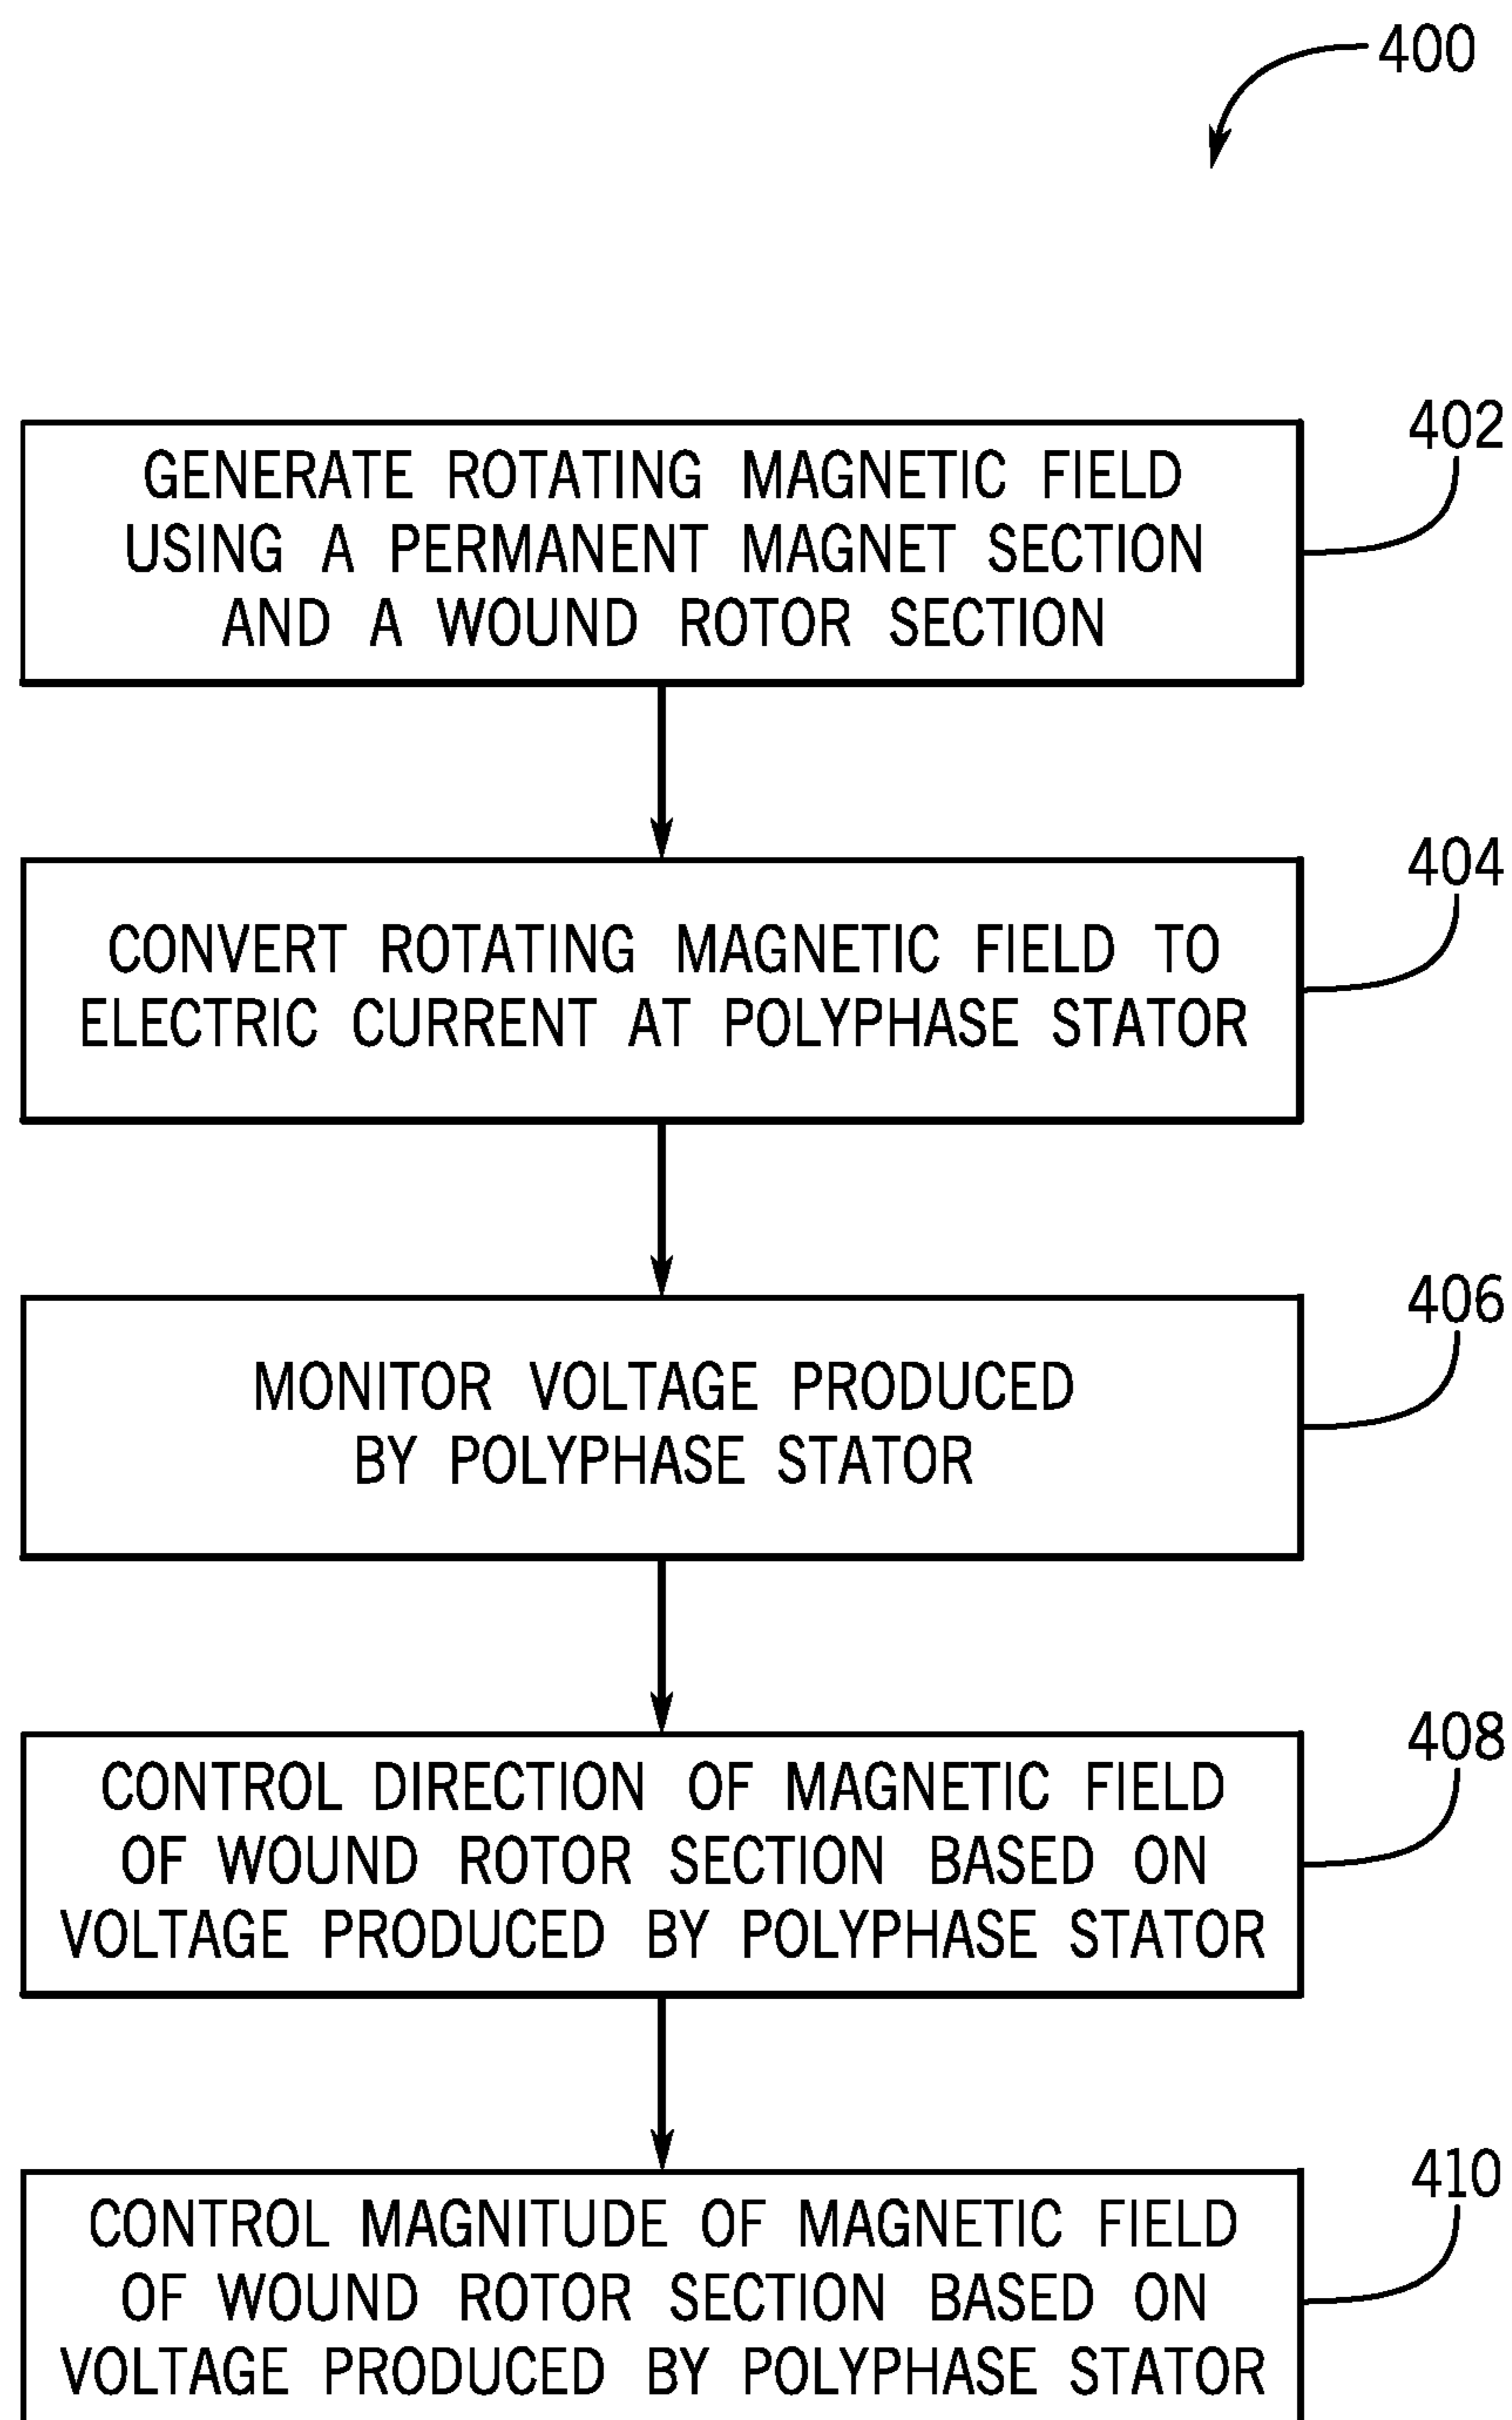 400
402
GENERATE ROTATING MAGNETIC FIELD
USING A PERMANENT MAGNET SECTION
AND A WOUND ROTOR SECTION
404
CONVERT ROTATING MAGNETIC FIELD TO
ELECTRIC CURRENT AT POLYPHASE STATOR
406
MONITOR VOLTAGE PRODUCED
BY POLYPHASE STATOR
408
CONTROL DIRECTION OF MAGNETIC FIELD
OF WOUND ROTOR SECTION BASED ON
VOLTAGE PRODUCED BY POLYPHASE STATOR
410
CONTROL MAGNITUDE OF MAGNETIC FIELD
OF WOUND ROTOR SECTION BASED ON
VOLTAGE PRODUCED BY POLYPHASE STATOR